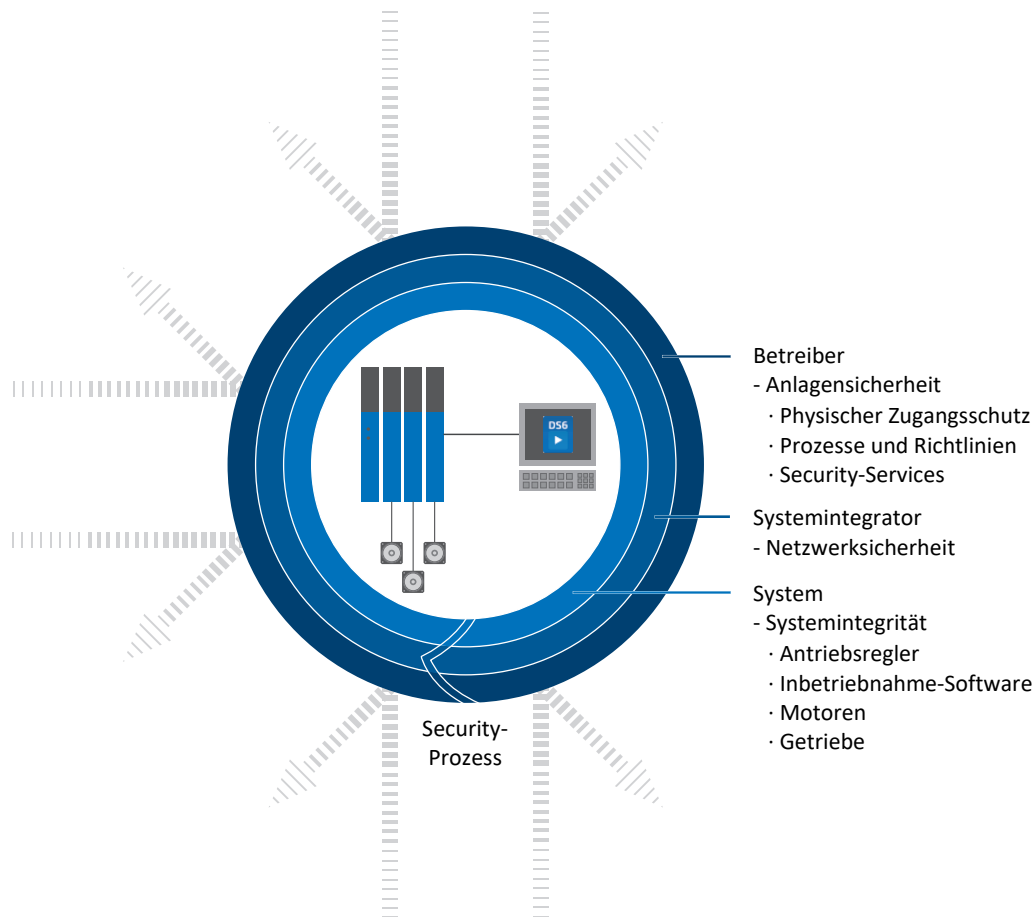 DS6
Betreiber
- Anlagensicherheit
· Physischer Zugangsschutz
· Prozesse und Richtlinien
· Security-Services
Systemintegrator
- Netzwerksicherheit
System
- Systemintegrität
· Antriebsregler
· Inbetriebnahme-Software
· Motoren
· Getriebe
Security-
Prozess